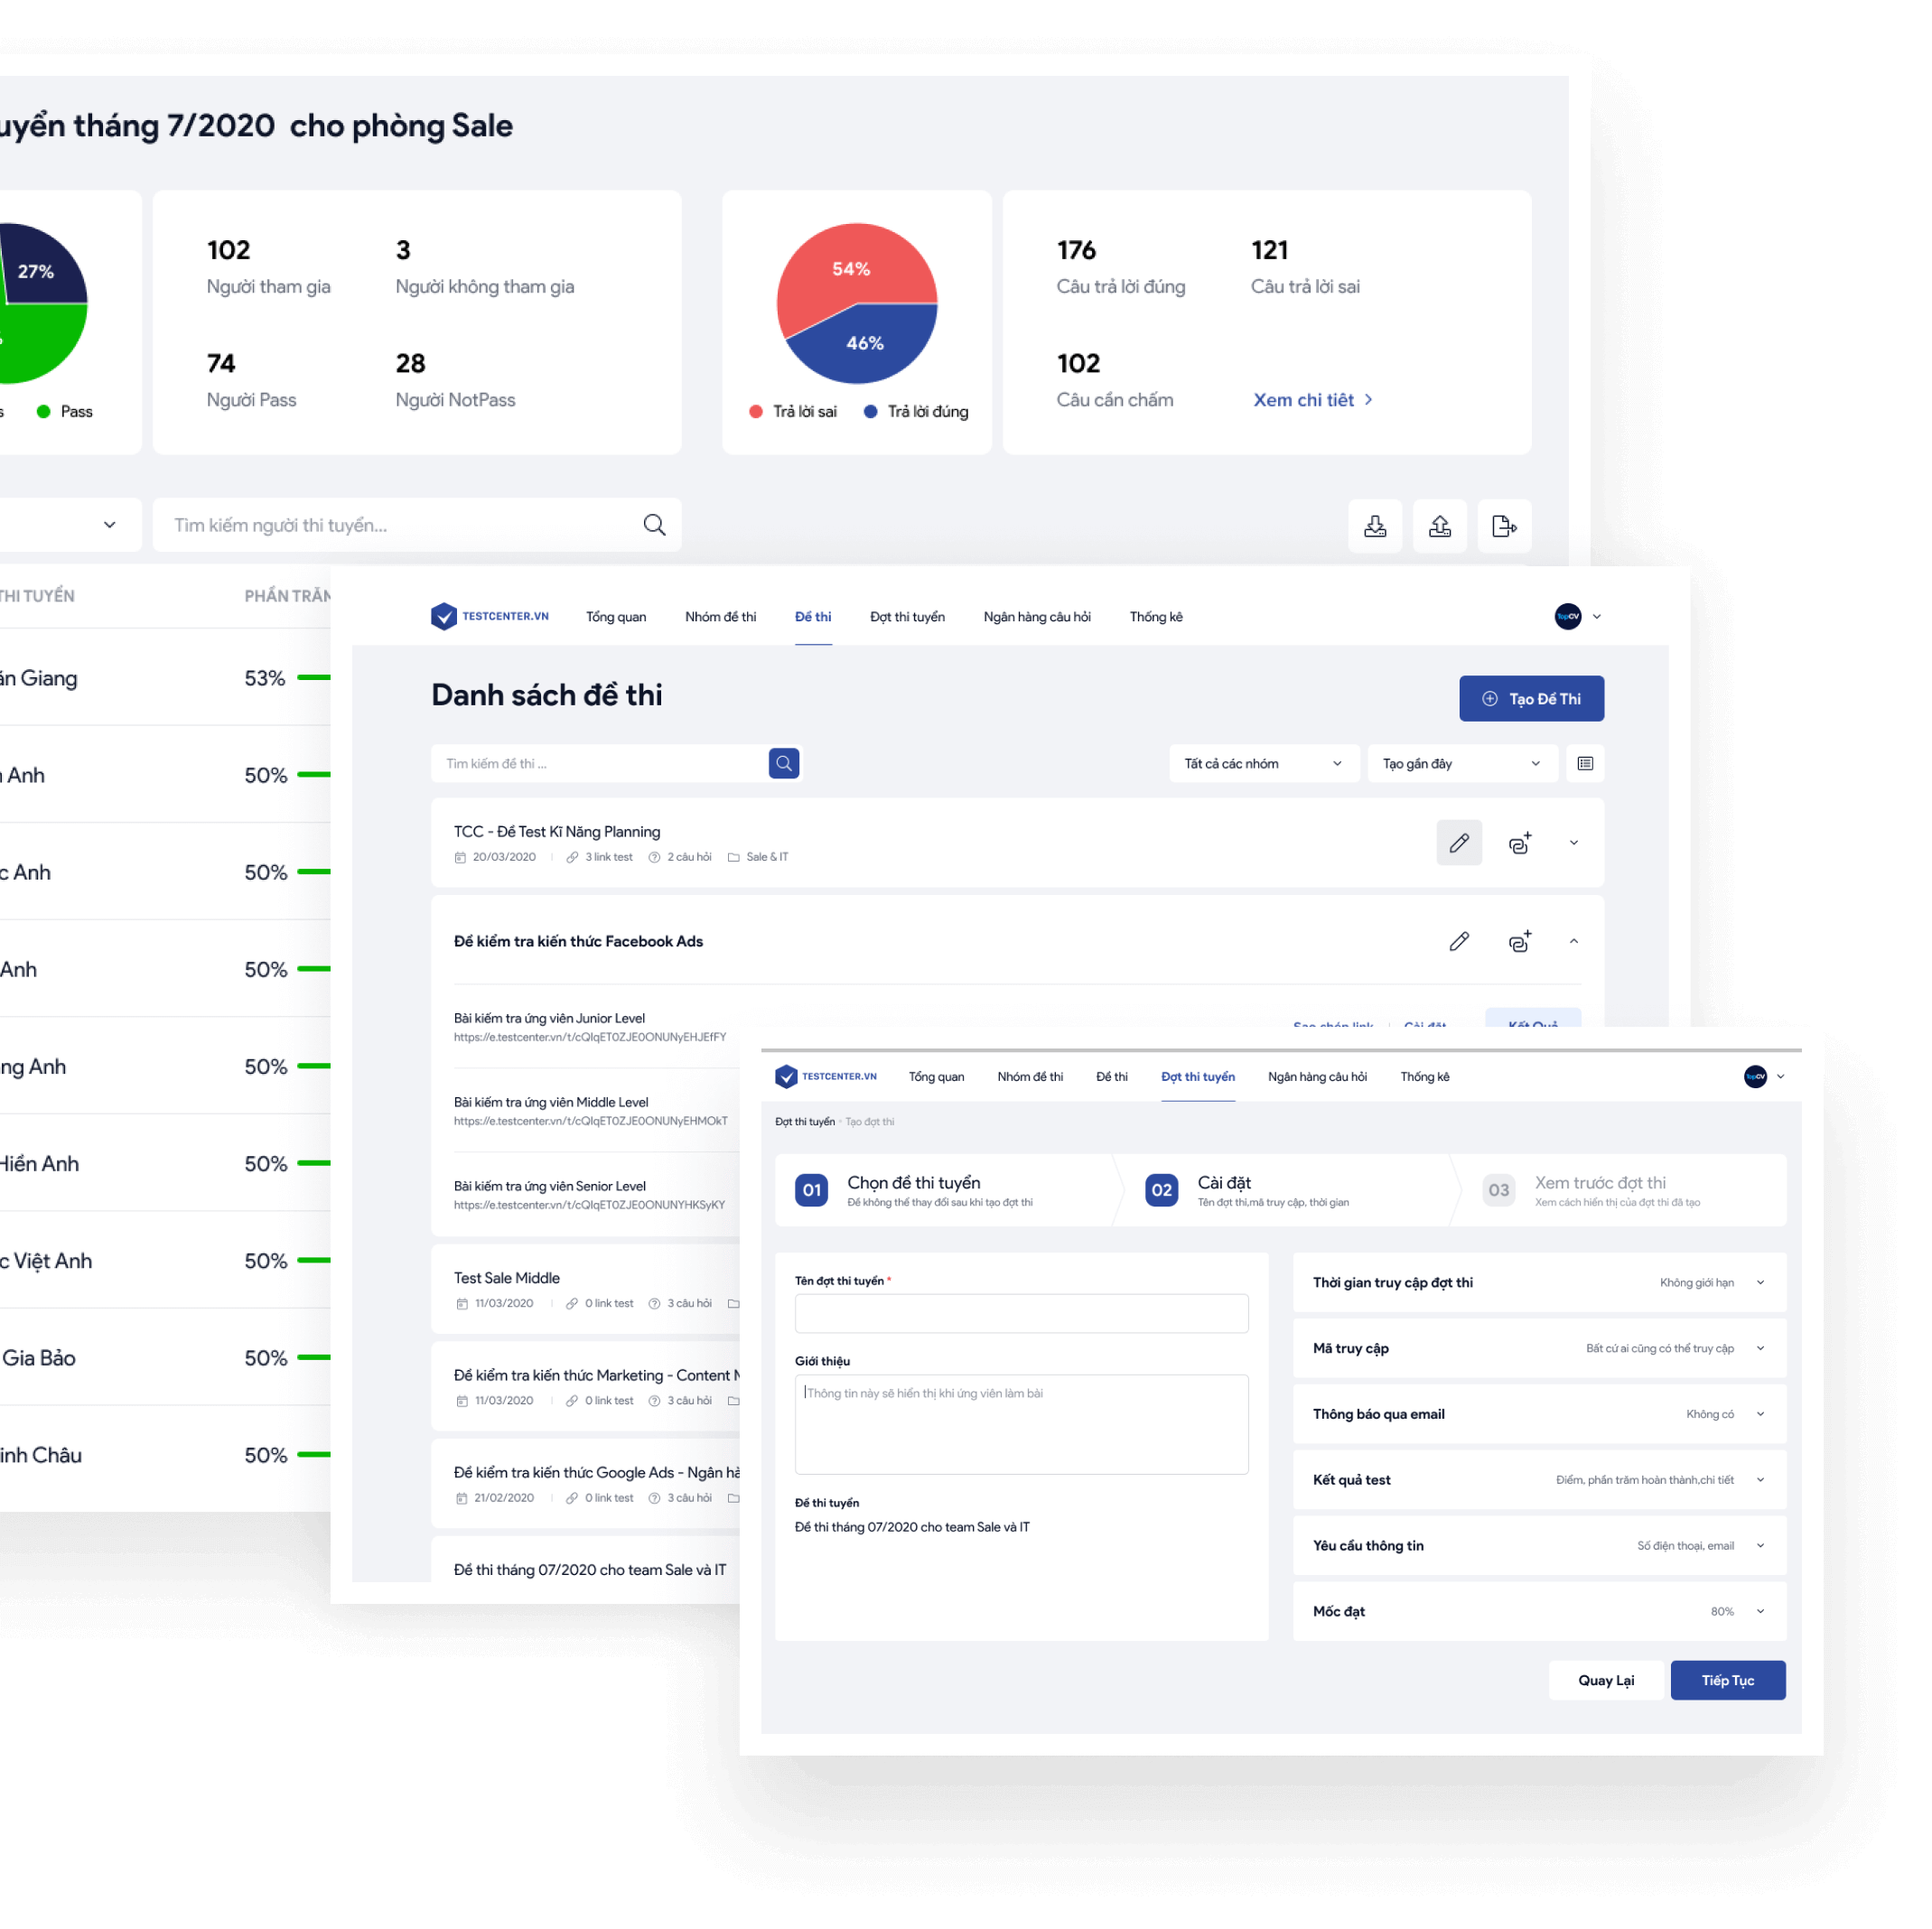 tháng 7/2020 cho phòng Sale
27%
Pass
102
Người tham gia
3
Người không tham gia
74
Người Pass
28
Người NotPass
54%
46%
Trả lời sai
Trả lời đúng
176
Câu trả lời đúng
121
Câu trả lời sai
102
Câu cần chấm
Xem chi tiêt
Tìm kiếm người thi tuyển...
THI TUYỂN
PHẦN
Giang
53%
Anh
50%
Anh
50%
Anh
50%
Anh
50%
Hiền Anh
50%
Việt Anh
50%
Gia Bảo
50%
Châu
50%
TESTCENTER.VN
Tổng quan
Nhóm đề thi
Đề thi
Đợt thi tuyển
Ngân hàng câu hỏi
Thống kê
TopCV
Danh sách đề thi
Tạo Đề Thi
Tìm kiếm đề thi ...
Tất cả các nhóm
Tạo gần đây
TCC - Đề Test Kĩ Năng Planning
20/03/2020
3 link test
2 câu hỏi
Sale & IT
Đề kiểm tra kiến thức Facebook Ads
Bài kiểm tra ứng viên Junior Level
https://e.testcenter.vn/t/cQlqET0ZJE0ONUNyEHJEfFY
Sao chép link
Cài đặt
Kết Quả
Bài kiểm tra ứng viên Middle Level
https://e.testcenter.vn/t/cQlqET0ZJE0ONUNyEHMOkT
Bài kiểm tra ứng viên Senior Level
https://e.testcenter.vn/t/cQlqET0ZJE0ONUNYHKSyKY
Test Sale Middle
11/03/2020
0 link test
3 câu hỏi
Đề kiểm tra kiến thức Marketing - Content
11/03/2020
0 link test
3 câu hỏi
Đề kiểm tra kiến thức Google Ads - Ngân
21/02/2020
0 link test
3 câu hỏi
Đề thi tháng 07/2020 cho team Sale và IT
TESTCENTER.VN
Tổng quan
Nhóm đề thi
Đề thi
Đợt thi tuyển
Ngân hàng câu hỏi
Thống kê
TopCV
Đợt thi tuyển - Tạo đợt thi
01
Chọn đề thi tuyển
Đề không thể thay đổi sau khi tạo đợt thi
02
Cài đặt
Tên đợt thi,mã truy cập, thời gian
03
Xem trước đợt thi
Xem cách hiển thị của đợt thi đã tạo
Tên đợt thi tuyển *
Giới thiệu
Thông tin này sẽ hiển thị khi ứng viên làm bài
Đề thi tuyển
Đề thi tháng 07/2020 cho team Sale và IT
Thời gian truy cập đợt thi
Không giới hạn
Mã truy cập
Bất cứ ai cũng có thể truy cập
Thông báo qua email
Không có
Kết quả test
Điểm, phần trăm hoàn thành,chi tiết
Yêu cầu thông tin
Số điện thoại, email
Mốc đạt
80%
Quay Lại
Tiếp Tục